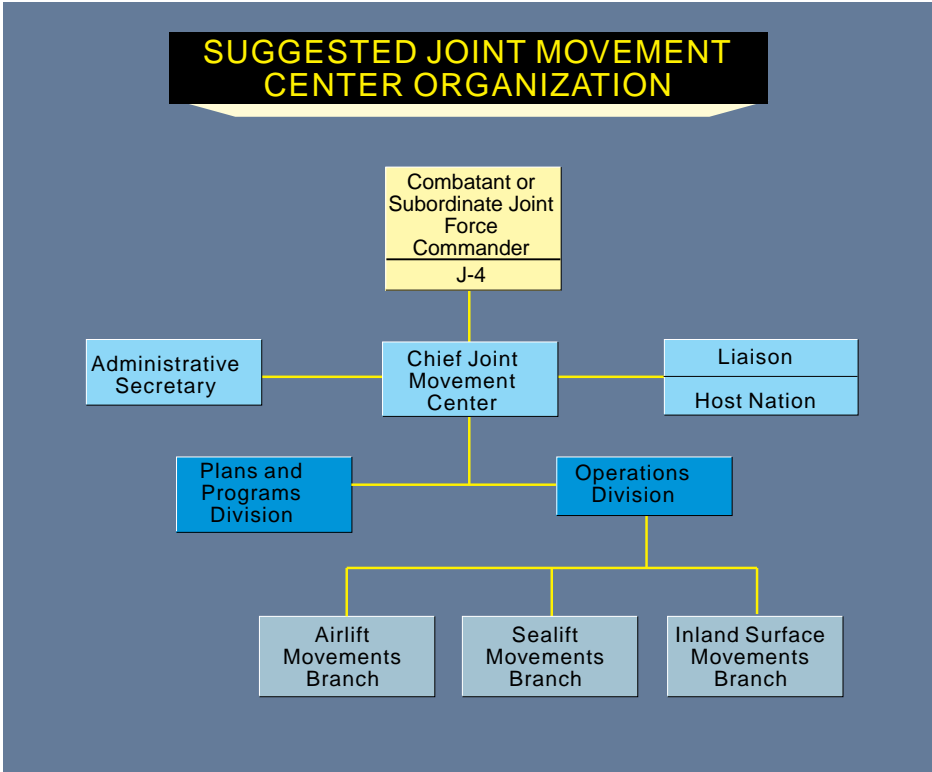 SUGGESTED JOINT MOVEMENT
CENTER ORGANIZATION
Combatant or
Subordinate Joint
Force
Commander
J-4
Administrative
Secretary
Chief Joint
Movement
Center
Liaison
Host Nation
Plans and
Programs
Division
Operations
Division
Airlift
Movements
Branch
Sealift
Movements
Branch
Inland Surface
Movements
Branch